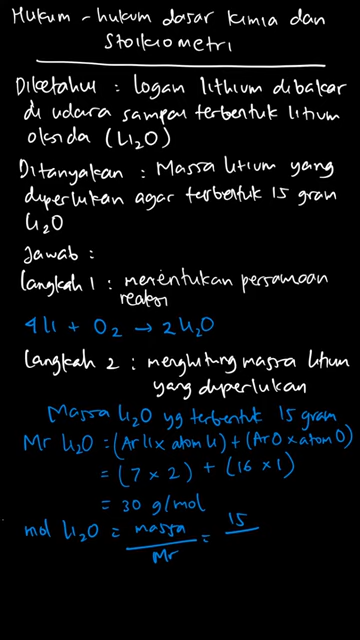 Hukum - hukum dasar kimia dan
Stoikiometri
Diketahui : logam lithium dibakar
di udara sampai terbentuk litium
oksida (Li₂O)
Ditanyakan : Massa litium yang
diperlukan agar terbentuk 15 gram
Li₂O
Jawab :
Langkah 1 : menentukan persamaan
reaksi
4Li + O₂ → 2Li₂O
Langkah 2 : menghitung massa litium
yang diperlukan
Massa Li₂O yg terbentuk 15 gram
Mr Li₂O = (Ar Li x atom Li) + (Ar O x atom O)
= (7 x 2) + (16 x 1)
= 30 g/mol
mol Li₂O = massa / Mr = 15